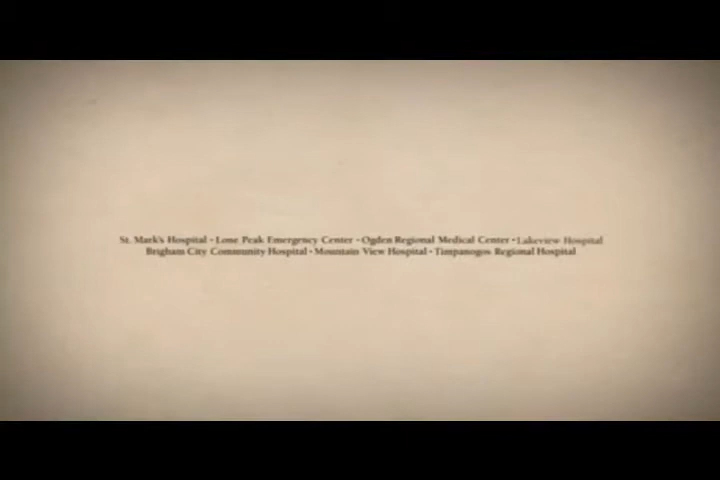 St. Mark's Hospital • Lone Peak Emergency Center • Ogden Regional Medical Center • Lakeview Hospital
Brigham City Community Hospital • Mountain View Hospital • Timpanogos Regional Hospital